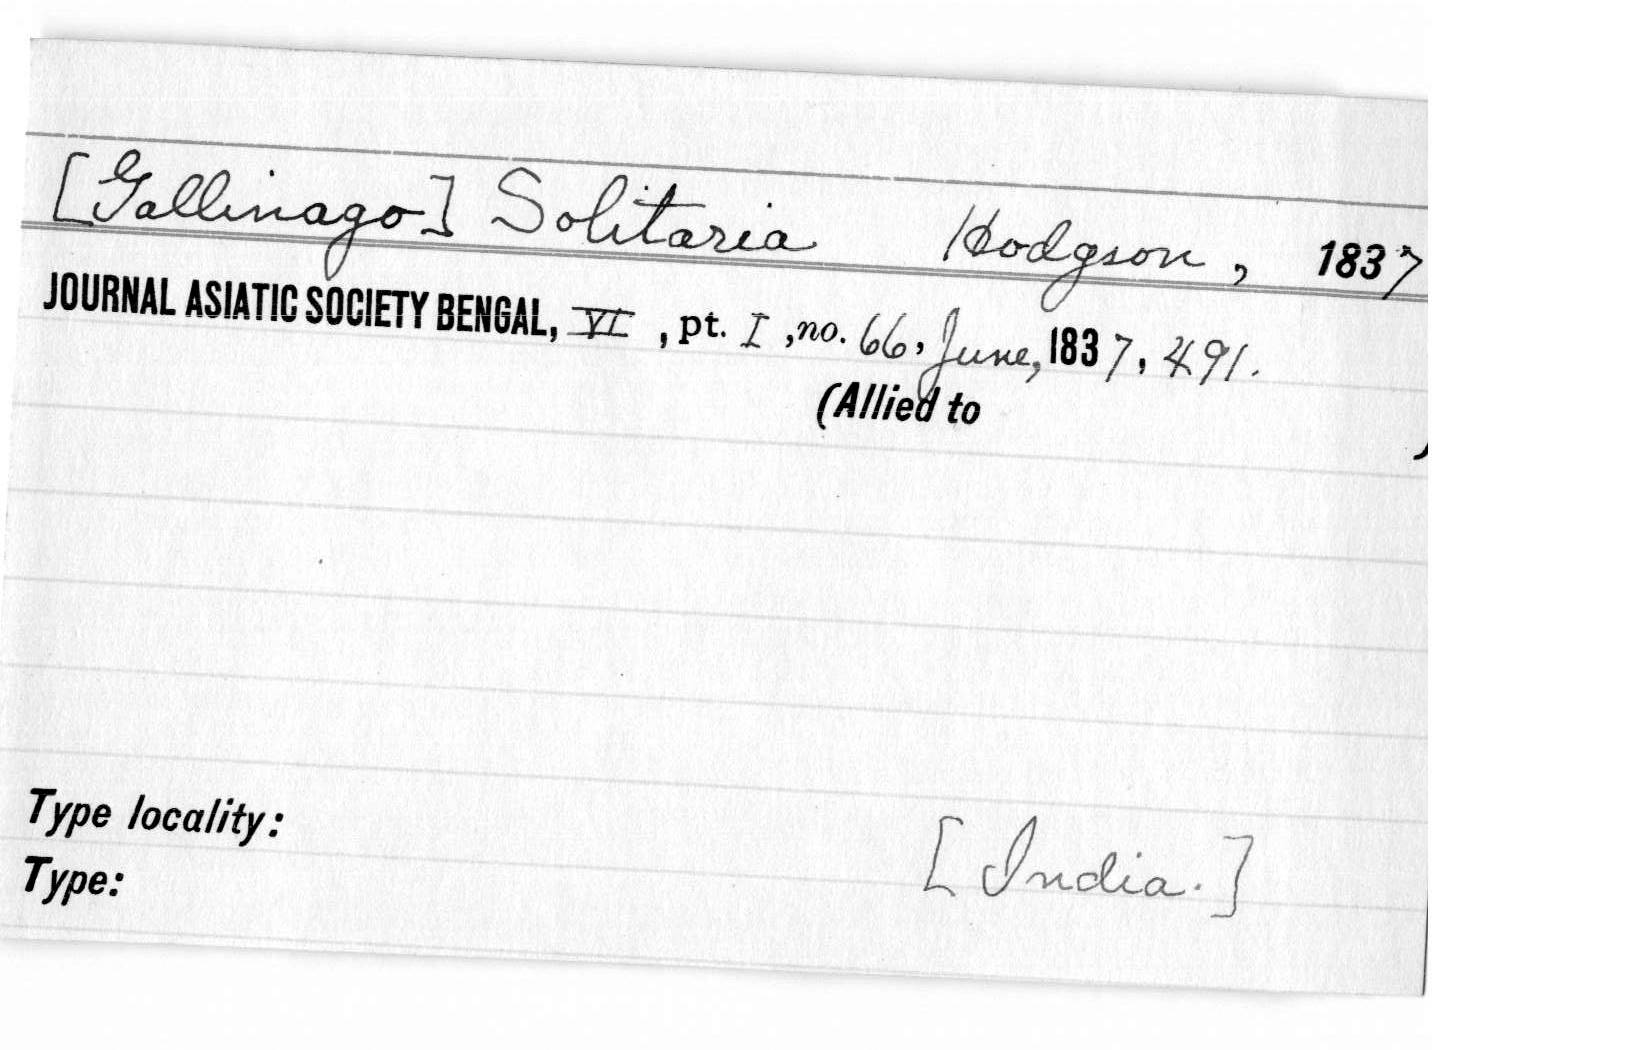 [Gallinago] Solitaria Hodgson, 1837
JOURNAL ASIATIC SOCIETY BENGAL, VI, pt. I, no. 66, June, 1837, 491.
(Allied to )
Type locality:
[India.]
Type: